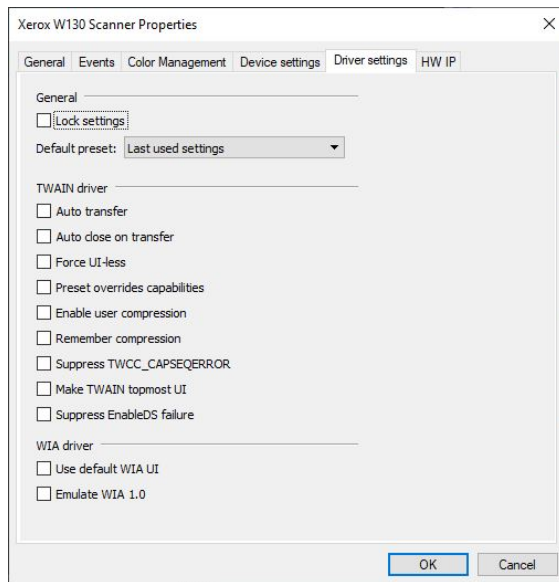 Xerox W130 Scanner Properties
General Events Color Management Device settings Driver settings HW IP
General
Lock settings
Default preset: Last used settings
TWAIN driver
Auto transfer
Auto close on transfer
Force UI-less
Preset overrides capabilities
Enable user compression
Remember compression
Suppress TWCC_CAPSEQERROR
Make TWAIN topmost UI
Suppress EnableDS failure
WIA driver
Use default WIA UI
Emulate WIA 1.0
OK Cancel